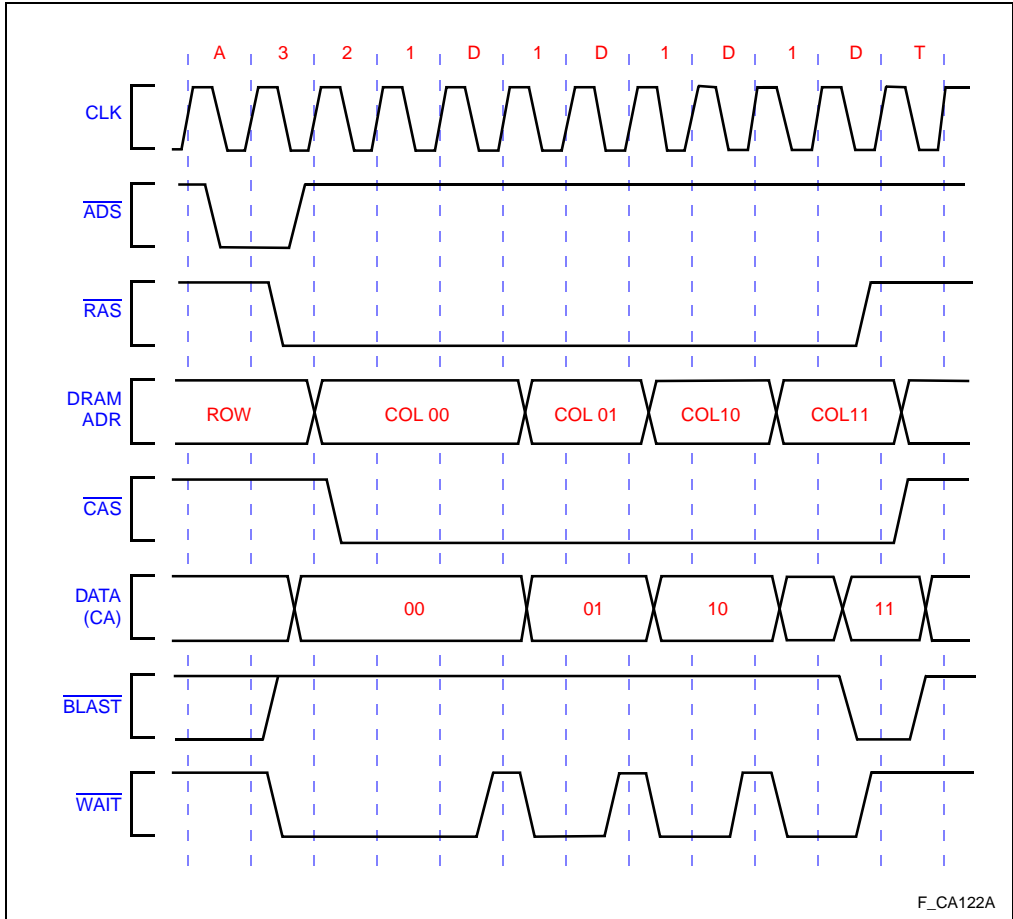 A 3 2 1 D 1 D 1 D 1 D T
CLK
ADS
RAS
DRAM
ADR
ROW COL 00 COL 01 COL10 COL11
CAS
DATA
(CA)
00 01 10 11
BLAST
WAIT
F_CA122A